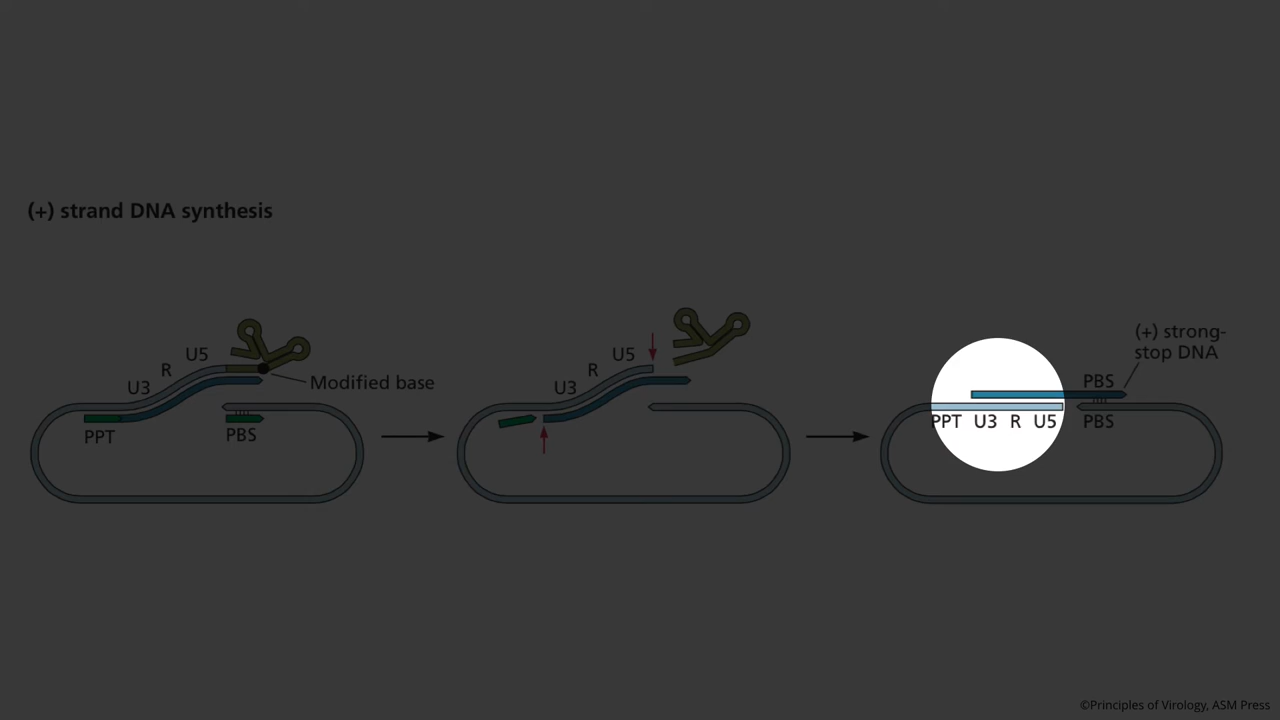 (+) strand DNA synthesis
U5
R
U3
Modified base
PPT
PBS
U5
R
U3
(+) strong-
stop DNA
PBS
PPT U3 R U5 PBS
©Principles of Virology, ASM Press